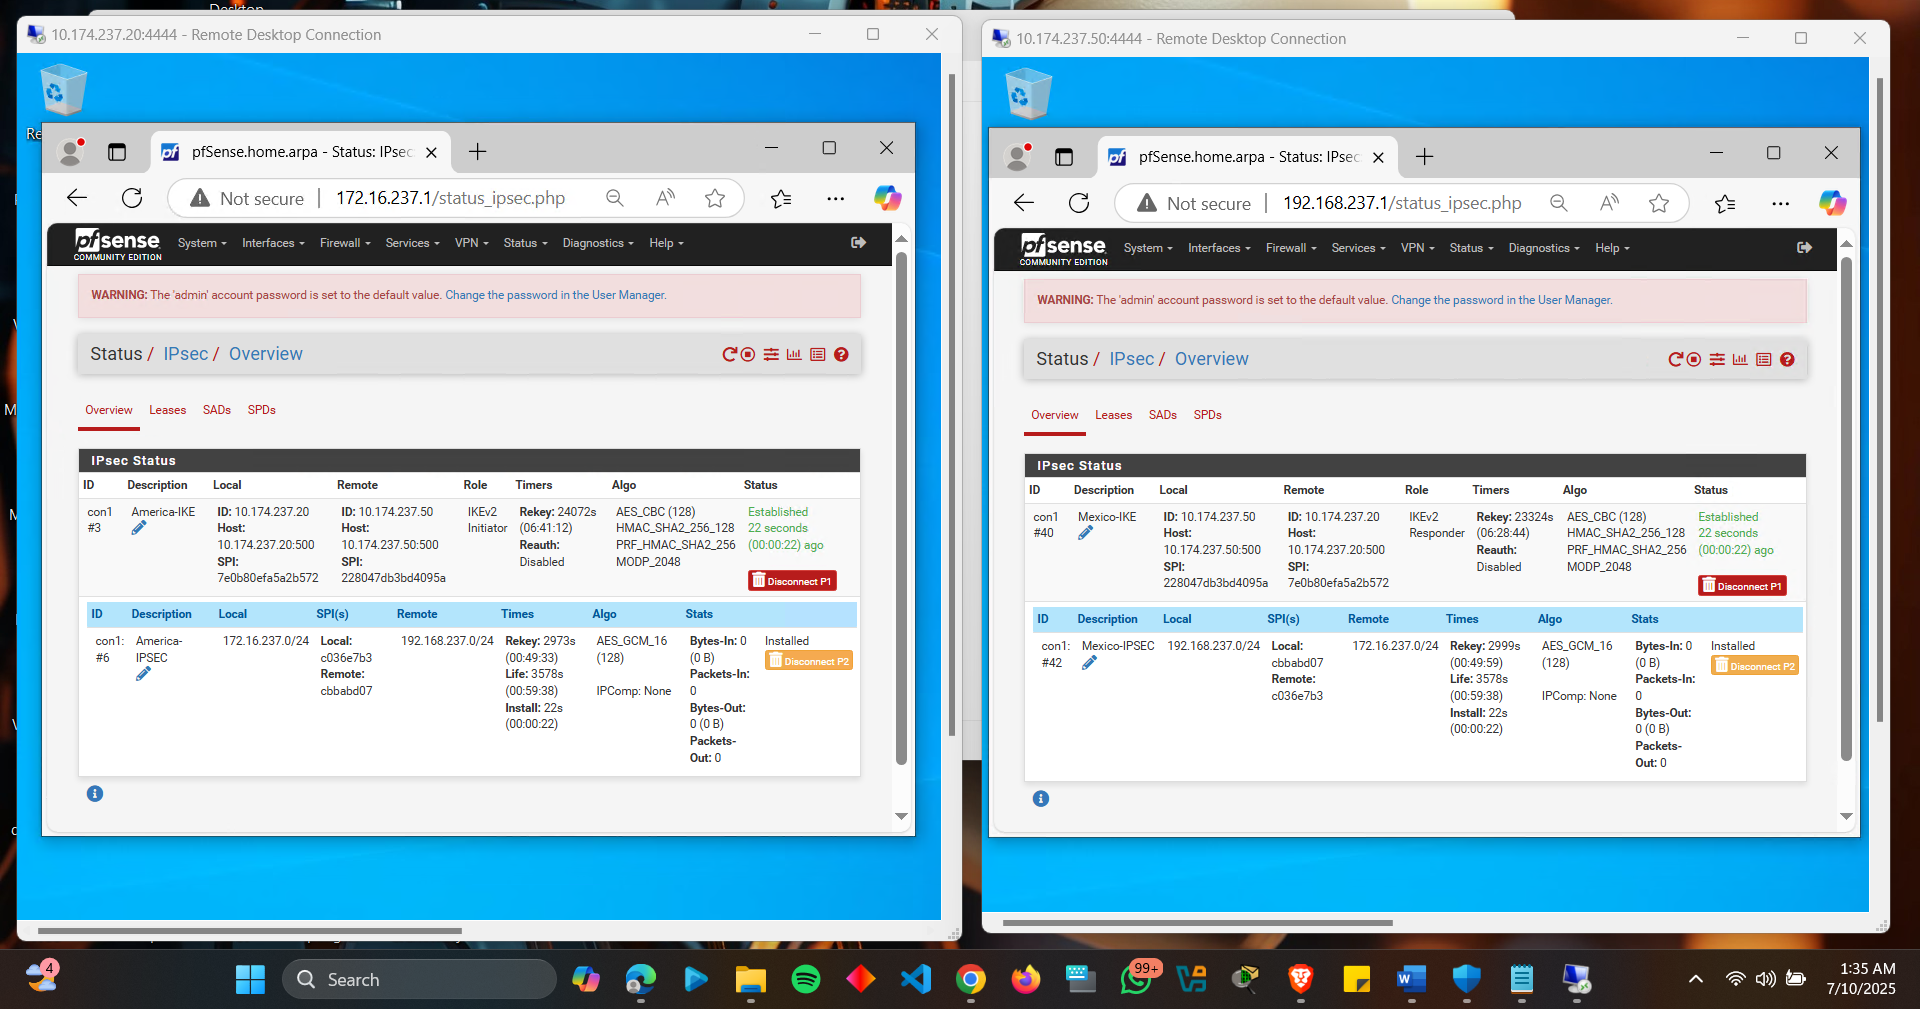 Desktop
10.174.237.20:4444 - Remote Desktop Connection
Re
pfSense.home.arpa - Status: IPsec
Not secure | 172.16.237.1/status_ipsec.php
pfsense
COMMUNITY EDITION
System Interfaces Firewall Services VPN Status Diagnostics Help
WARNING: The 'admin' account password is set to the default value. Change the password in the User Manager.
Status / IPsec / Overview
Overview Leases SADs SPDs
IPsec Status
ID Description Local Remote Role Timers Algo Status
con1 America-IKE ID: 10.174.237.20 ID: 10.174.237.50 IKEv2 Rekey: 24072s AES_CBC (128) Established
#3 Host: Host: Initiator (06:41:12) HMAC_SHA2_256_128 22 seconds
10.174.237.20:500 10.174.237.50:500 Reauth: PRF_HMAC_SHA2_256 (00:00:22) ago
SPI: SPI: Disabled MODP_2048
7e0b80efa5a2b572 228047db3bd4095a Disconnect P1
ID Description Local SPI(s) Remote Times Algo Stats
con1: America- 172.16.237.0/24 Local: 192.168.237.0/24 Rekey: 2973s AES_GCM_16 Bytes-In: 0 Installed
#6 IPSEC c036e7b3 (00:49:33) (128) (0 B) Disconnect P2
Remote: Life: 3578s Packets-In:
cbbabd07 (00:59:38) IPComp: None 0
Install: 22s Bytes-Out:
(00:00:22) 0 (0 B)
Packets-
Out: 0
10.174.237.50:4444 - Remote Desktop Connection
pfSense.home.arpa - Status: IPsec
Not secure | 192.168.237.1/status_ipsec.php
pfsense
COMMUNITY EDITION
System Interfaces Firewall Services VPN Status Diagnostics Help
WARNING: The 'admin' account password is set to the default value. Change the password in the User Manager.
Status / IPsec / Overview
Overview Leases SADs SPDs
IPsec Status
ID Description Local Remote Role Timers Algo Status
con1 Mexico-IKE ID: 10.174.237.50 ID: 10.174.237.20 IKEv2 Rekey: 23324s AES_CBC (128) Established
#40 Host: Host: Responder (06:28:44) HMAC_SHA2_256_128 22 seconds
10.174.237.50:500 10.174.237.20:500 Reauth: PRF_HMAC_SHA2_256 (00:00:22) ago
SPI: SPI: Disabled MODP_2048
228047db3bd4095a 7e0b80efa5a2b572 Disconnect P1
ID Description Local SPI(s) Remote Times Algo Stats
con1: Mexico-IPSEC 192.168.237.0/24 Local: 172.16.237.0/24 Rekey: 2999s AES_GCM_16 Bytes-In: 0 Installed
#42 cbbabd07 (00:49:59) (128) (0 B) Disconnect P2
Remote: Life: 3578s Packets-In:
c036e7b3 (00:59:38) IPComp: None 0
Install: 22s Bytes-Out:
(00:00:22) 0 (0 B)
Packets-
Out: 0
4
Search
99+
1:35 AM
7/10/2025